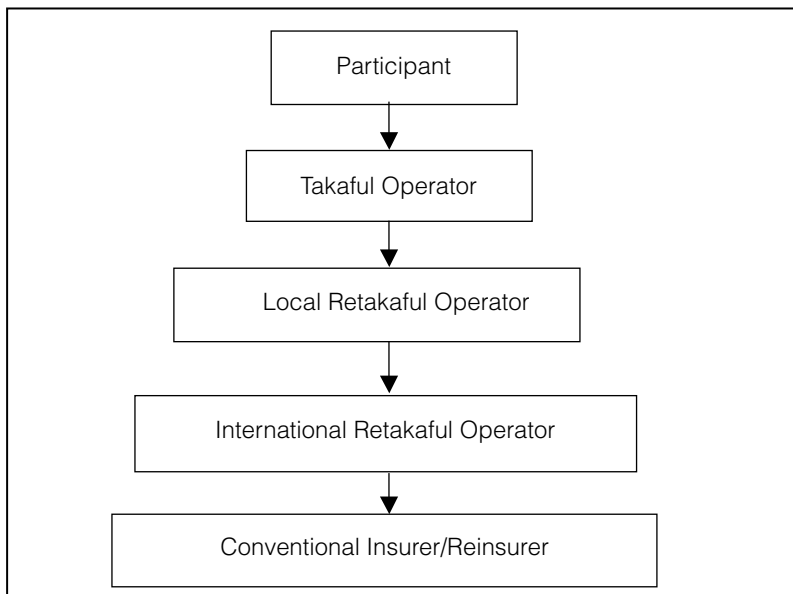 Participant
Takaful Operator
Local Retakaful Operator
International Retakaful Operator
Conventional Insurer/Reinsurer